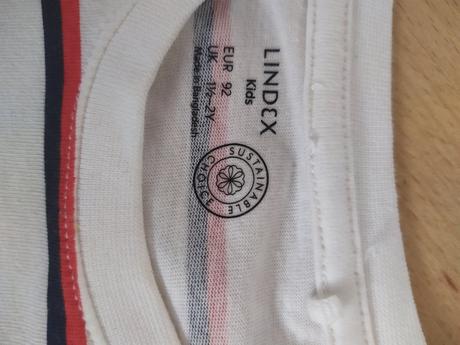 LINDEX
Kids
EUR 92
UK 1½-2Y
Made in Bangladesh
SUSTAINABLE
CHOICE